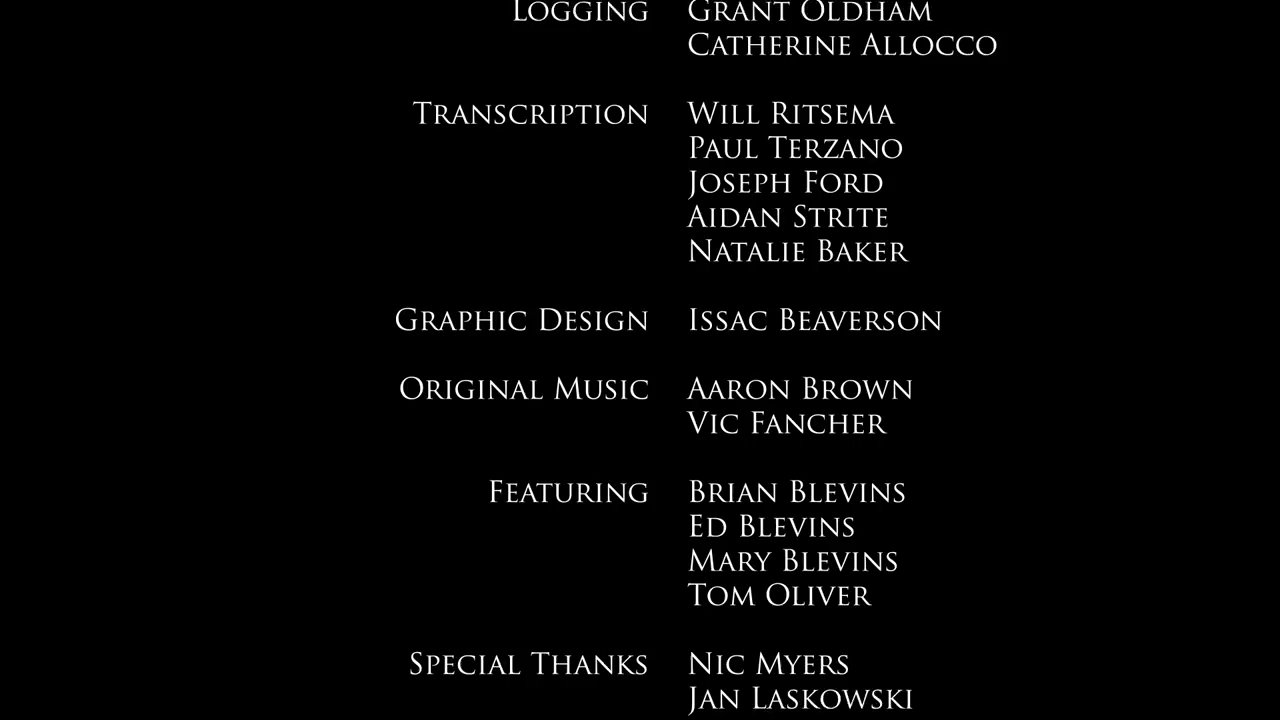 Logging Grant Oldham
Catherine Allocco
Transcription Will Ritsema
Paul Terzano
Joseph Ford
Aidan Strite
Natalie Baker
Graphic Design Issac Beaverson
Original Music Aaron Brown
Vic Fancher
Featuring Brian Blevins
Ed Blevins
Mary Blevins
Tom Oliver
Special Thanks Nic Myers
Jan Laskowski